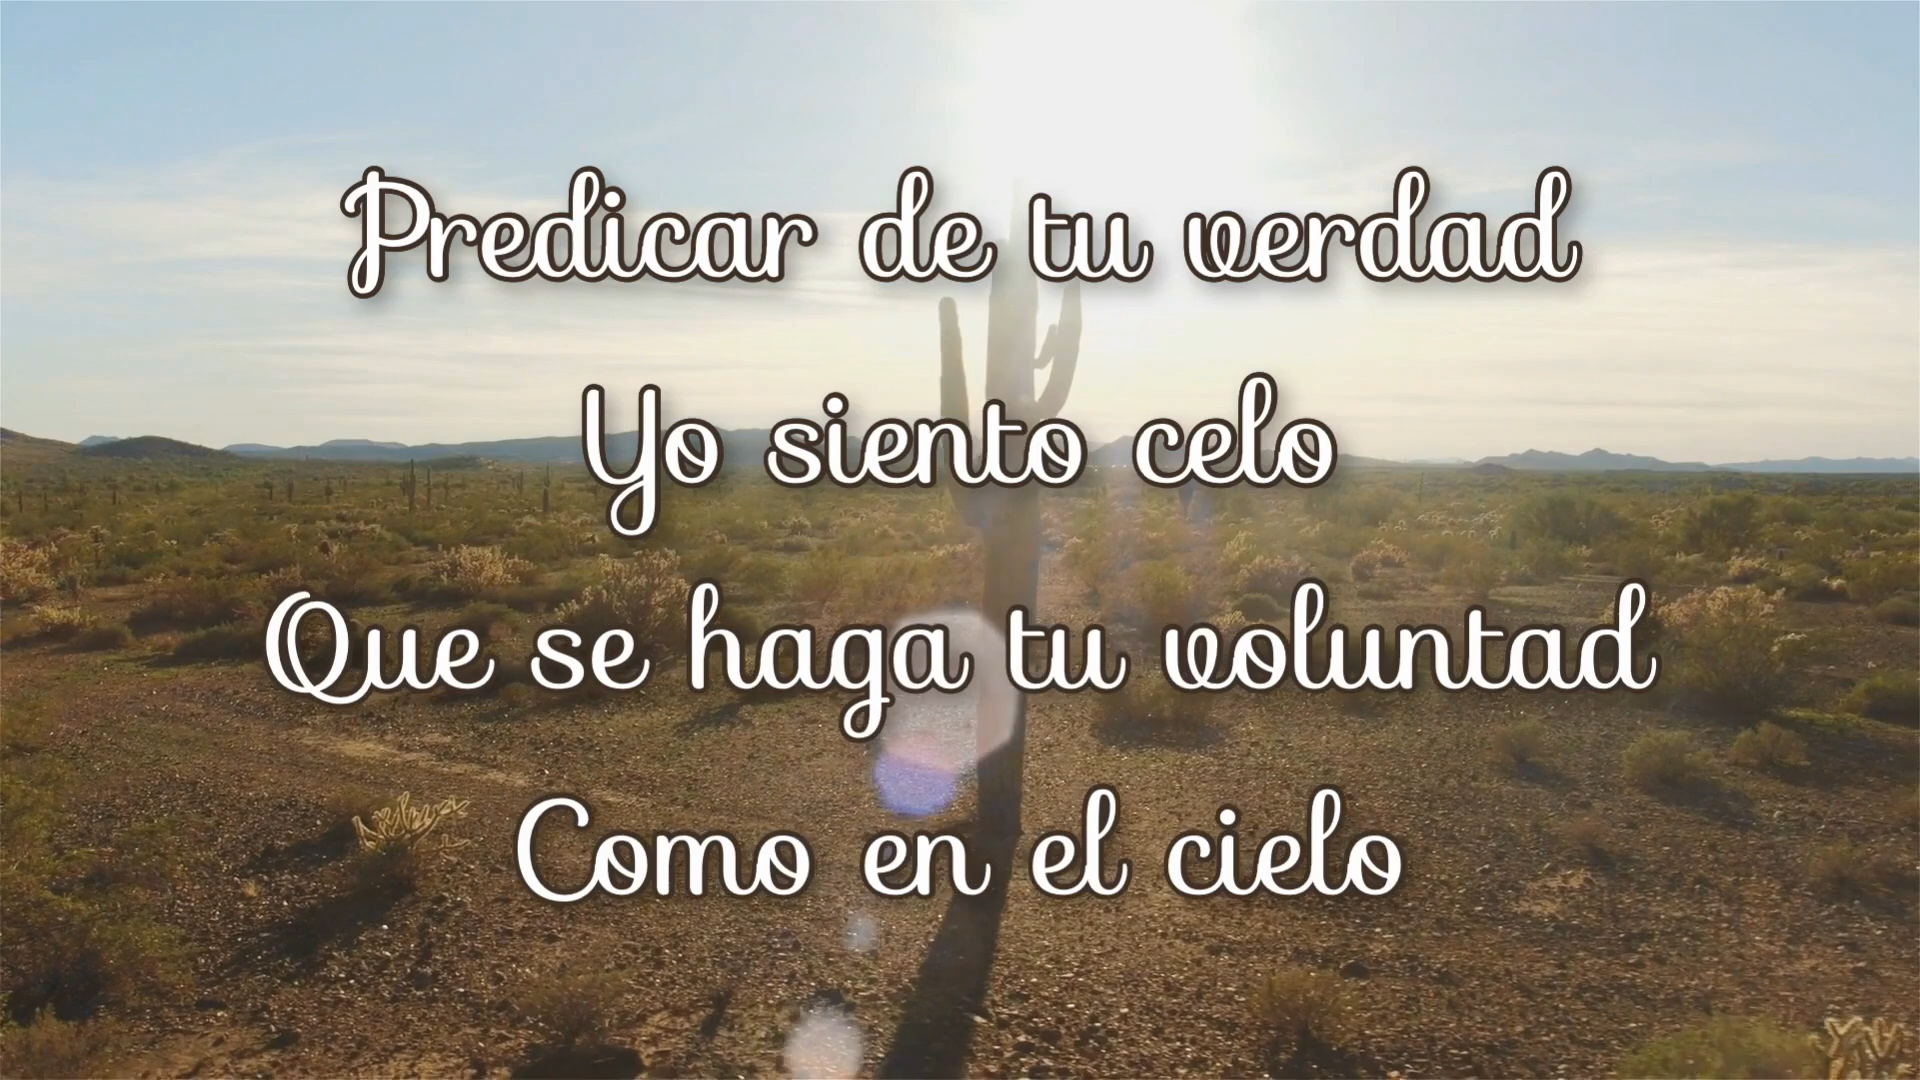 Predicar de tu verdad
Yo siento celo
Que se haga tu voluntad
Como en el cielo